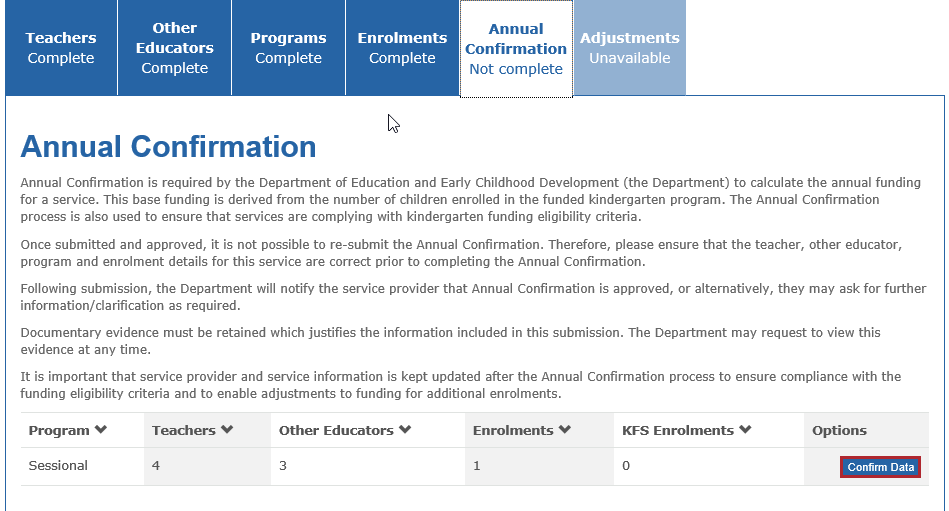 Teachers
Complete
Other
Educators
Complete
Programs
Complete
Enrolments
Complete
Annual
Confirmation
Not complete
Adjustments
Unavailable
Annual Confirmation
Annual Confirmation is required by the Department of Education and Early Childhood Development (the Department) to calculate the annual funding
for a service. This base funding is derived from the number of children enrolled in the funded kindergarten program. The Annual Confirmation
process is also used to ensure that services are complying with kindergarten funding eligibility criteria.
Once submitted and approved, it is not possible to re-submit the Annual Confirmation. Therefore, please ensure that the teacher, other educator,
program and enrolment details for this service are correct prior to completing the Annual Confirmation.
Following submission, the Department will notify the service provider that Annual Confirmation is approved, or alternatively, they may ask for further
information/clarification as required.
Documentary evidence must be retained which justifies the information included in this submission. The Department may request to view this
evidence at any time.
It is important that service provider and service information is kept updated after the Annual Confirmation process to ensure compliance with the
funding eligibility criteria and to enable adjustments to funding for additional enrolments.
Program Teachers Other Educators Enrolments KFS Enrolments Options
Sessional 4 3 1 0 Confirm Data